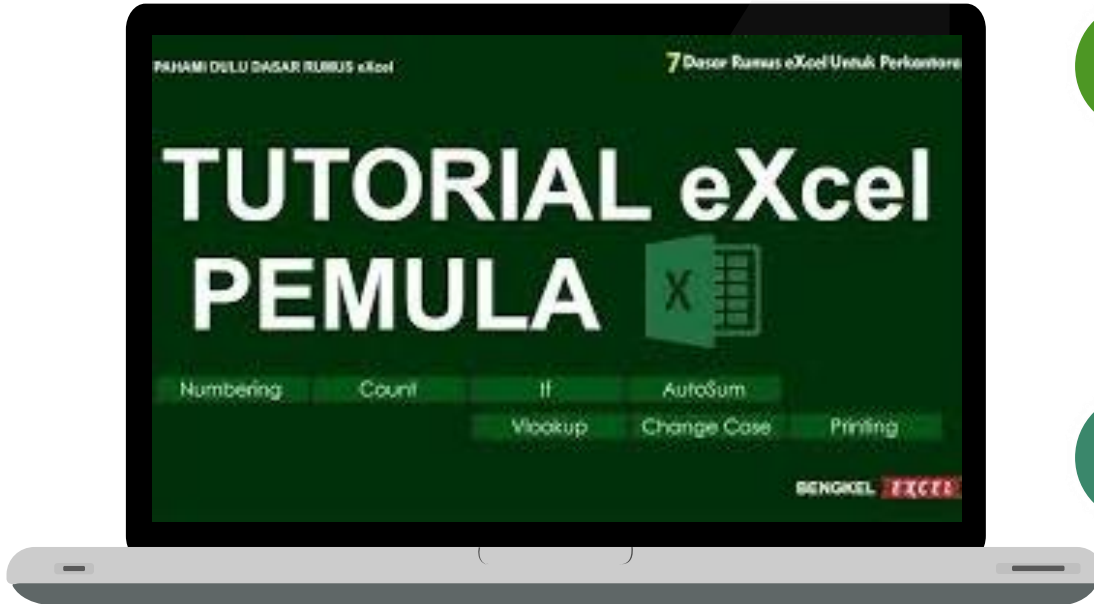 PAHAMI DULU DASAR RUMUS eXcel
7 Dasar Rumus eXcel Untuk Perkantora
TUTORIAL eXcel
PEMULA
X
Numbering Count If AutoSum
Vlookup Change Case Printing
BENGKEL EXCEL